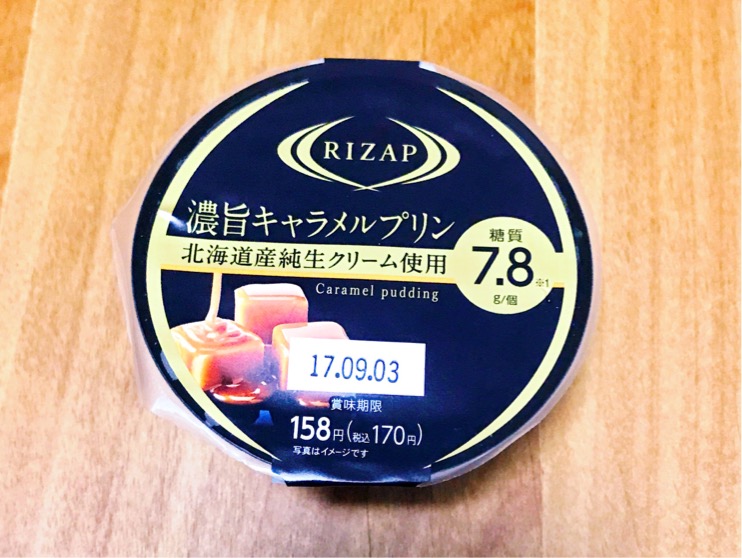 RIZAP
濃旨キャラメルプリン
北海道産純生クリーム使用
Caramel pudding
糖質
7.8※1
g/個
17.09.03
賞味期限
158円(税込170円)
写真はイメージです